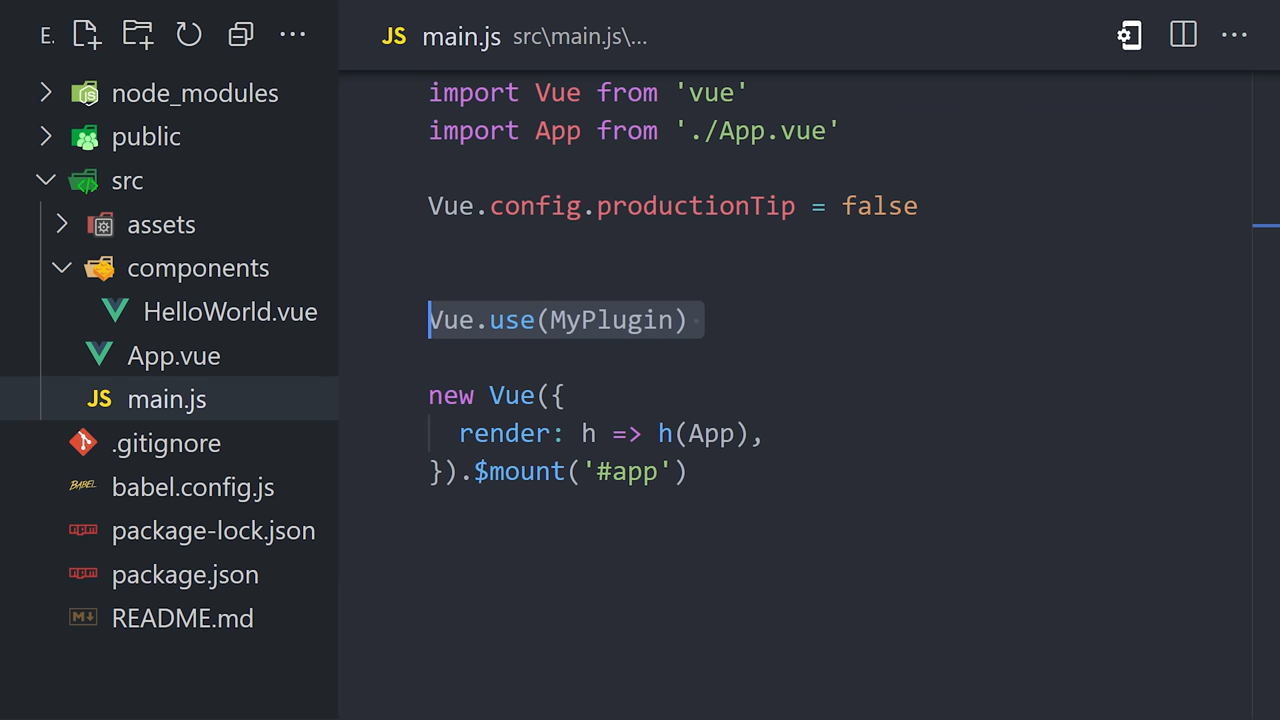 E.
JS main.js src\main.js\...
node_modules
public
src
assets
components
HelloWorld.vue
App.vue
JS main.js
.gitignore
BABEL babel.config.js
npm package-lock.json
npm package.json
M README.md
import Vue from 'vue'
import App from './App.vue'
Vue.config.productionTip = false
Vue.use(MyPlugin)
new Vue({
render: h => h(App),
}).$mount('#app')